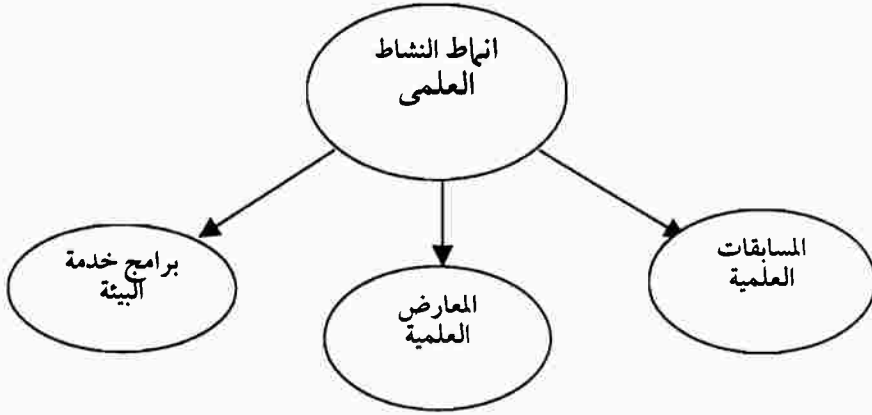 انماط النشاط
العلمى
المسابقات
العلمية
المعارض
العلمية
برامج خدمة
البيئة